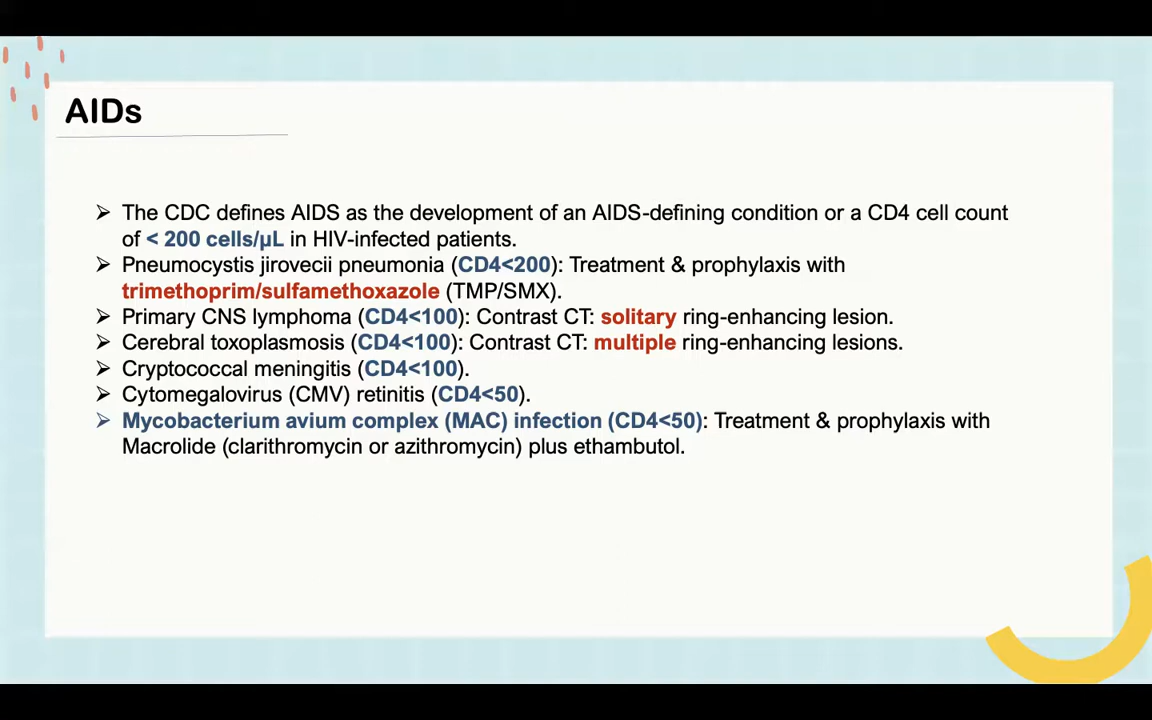 AIDs
➢ The CDC defines AIDS as the development of an AIDS-defining condition or a CD4 cell count
of < 200 cells/μL in HIV-infected patients.
➢ Pneumocystis jirovecii pneumonia (CD4<200): Treatment & prophylaxis with
trimethoprim/sulfamethoxazole (TMP/SMX).
➢ Primary CNS lymphoma (CD4<100): Contrast CT: solitary ring-enhancing lesion.
➢ Cerebral toxoplasmosis (CD4<100): Contrast CT: multiple ring-enhancing lesions.
➢ Cryptococcal meningitis (CD4<100).
➢ Cytomegalovirus (CMV) retinitis (CD4<50).
➢ Mycobacterium avium complex (MAC) infection (CD4<50): Treatment & prophylaxis with
Macrolide (clarithromycin or azithromycin) plus ethambutol.